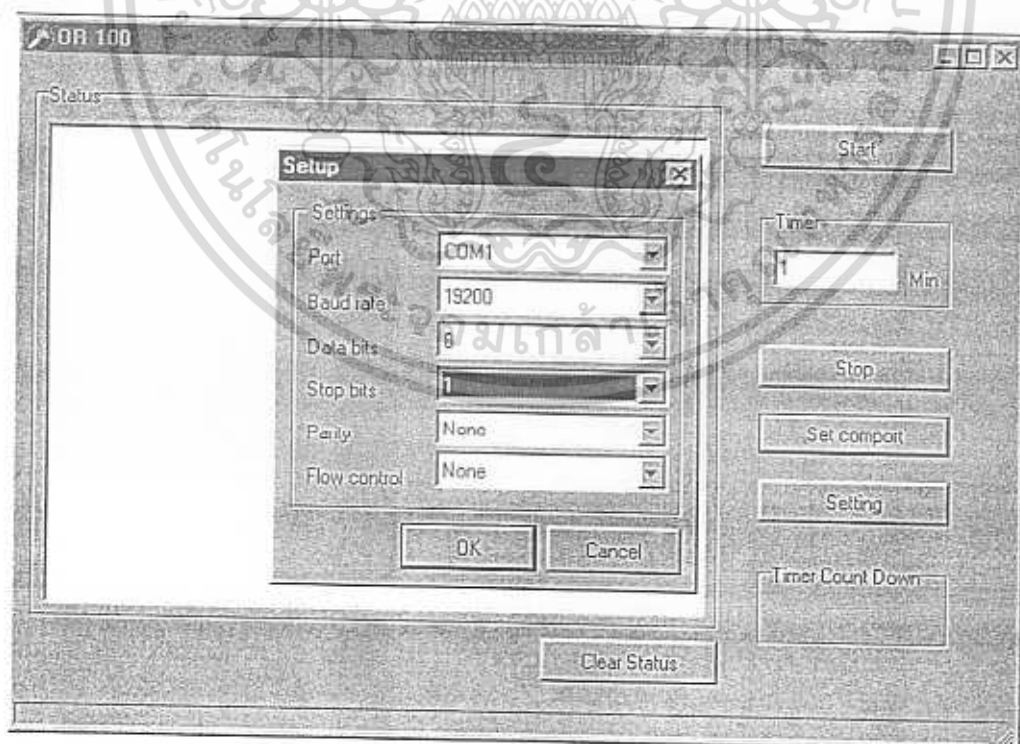 OR 100
Status
Start
Setup
Settings
Port COM1
Baud rate 19200
Data bits 8
Stop bits 1
Parity None
Flow control None
OK Cancel
Timer
1 Min
Stop
Set comport
Setting
Timer Count Down
Clear Status